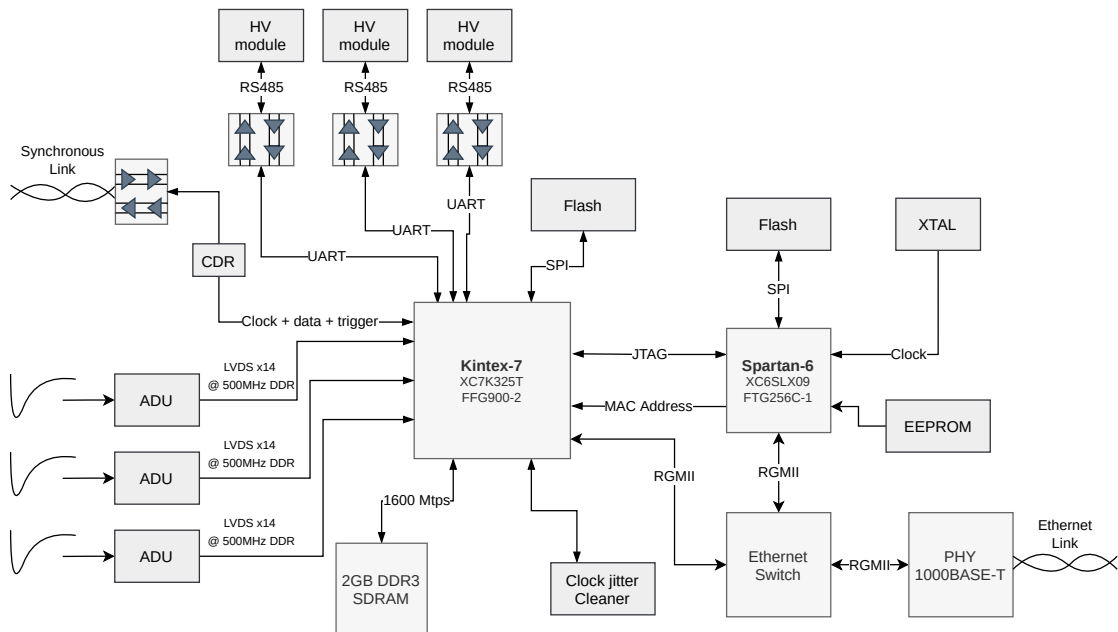 HV
module
HV
module
HV
module
RS485
RS485
RS485
Synchronous
Link
UART
UART
UART
CDR
Flash
SPI
Flash
SPI
XTAL
Clock + data + trigger
Kintex-7
XC7K325T
FFG900-2
JTAG
Spartan-6
XC6SLX09
FTG256C-1
Clock
MAC Address
EEPROM
LVDS x14
@ 500MHz DDR
ADU
LVDS x14
@ 500MHz DDR
ADU
LVDS x14
@ 500MHz DDR
ADU
RGMII
RGMII
1600 Mtps
2GB DDR3
SDRAM
Clock jitter
Cleaner
Ethernet
Switch
RGMII
PHY
1000BASE-T
Ethernet
Link